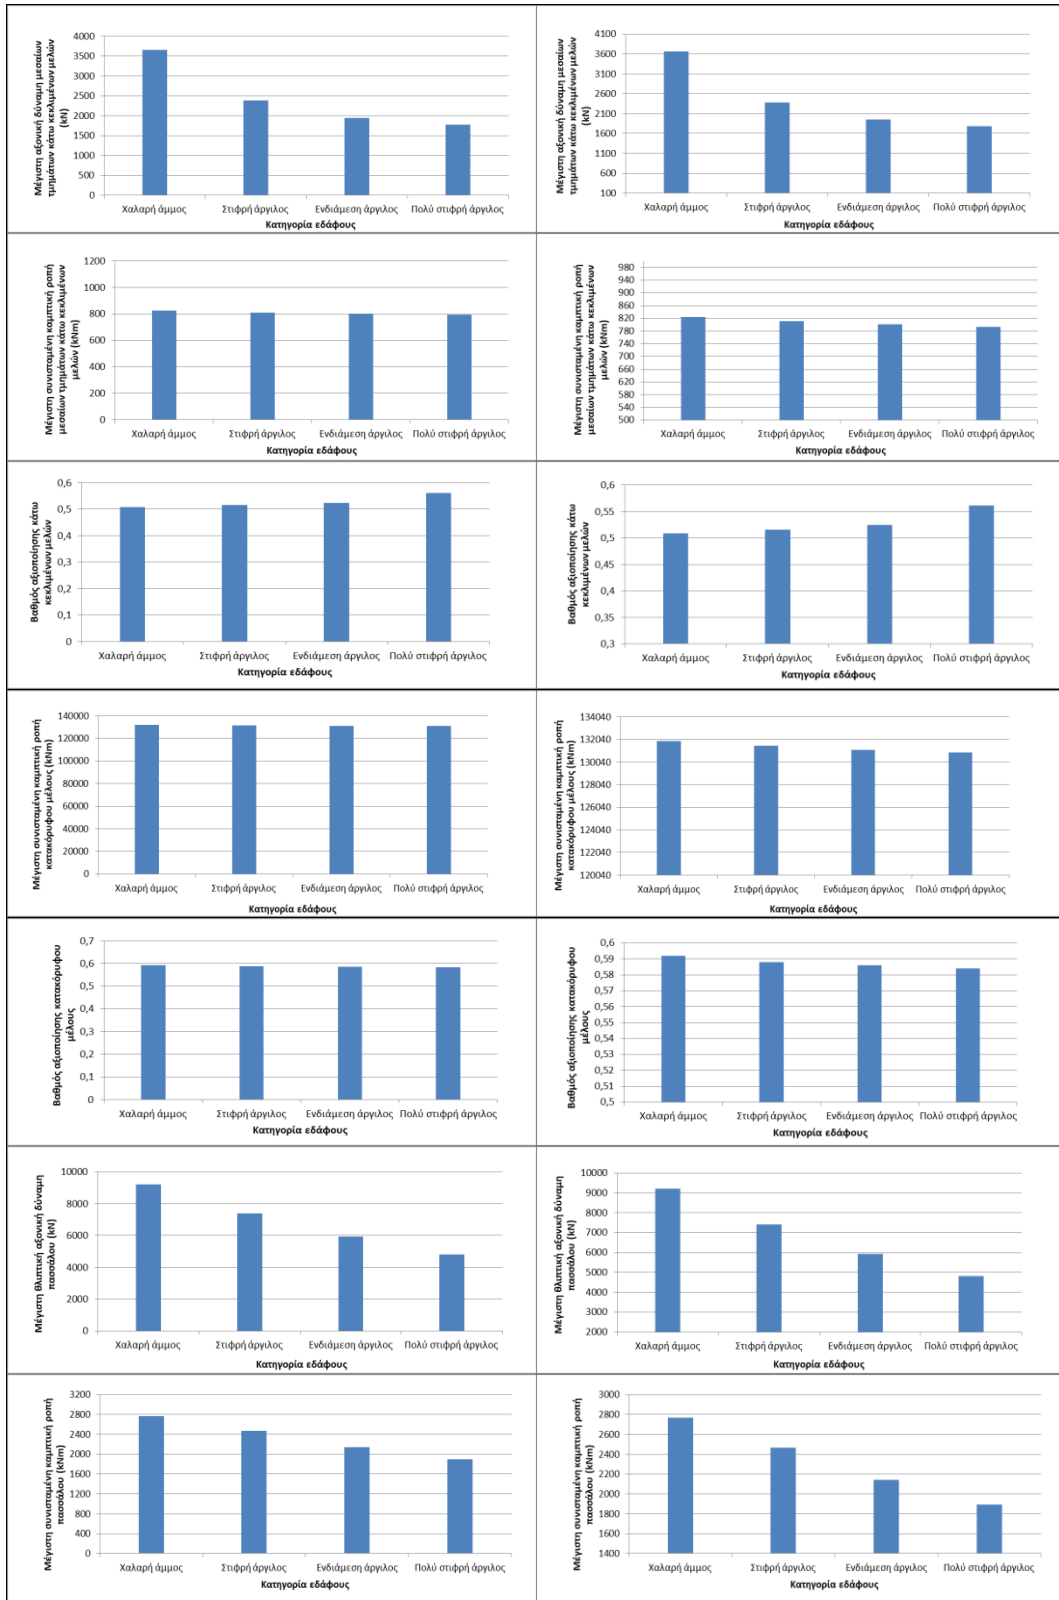 Μέγιστη αξονική δύναμη μεσαίων
τμημάτων κάτω κεκλιμένων μελών
(kN)
4000
3500
3000
2500
2000
1500
1000
500
0
Χαλαρή άμμος Στιφρή άργιλος Ενδιάμεση άργιλος Πολύ στιφρή άργιλος
Κατηγορία εδάφους
Μέγιστη αξονική δύναμη μεσαίων
τμημάτων κάτω κεκλιμένων μελών
(kN)
4100
3600
3100
2600
2100
1600
1100
600
100
Χαλαρή άμμος Στιφρή άργιλος Ενδιάμεση άργιλος Πολύ στιφρή άργιλος
Κατηγορία εδάφους
Μέγιστη συνισταμένη καμπτική ροπή
μεσαίων τμημάτων κάτω κεκλιμένων
μελών (kNm)
1200
1000
800
600
400
200
0
Χαλαρή άμμος Στιφρή άργιλος Ενδιάμεση άργιλος Πολύ στιφρή άργιλος
Κατηγορία εδάφους
Μέγιστη συνισταμένη καμπτική ροπή
μεσαίων τμημάτων κάτω κεκλιμένων
μελών (kNm)
980
940
900
860
820
780
740
700
660
620
580
540
500
Χαλαρή άμμος Στιφρή άργιλος Ενδιάμεση άργιλος Πολύ στιφρή άργιλος
Κατηγορία εδάφους
Βαθμός αξιοποίησης κάτω
κεκλιμένων μελών
0,6
0,5
0,4
0,3
0,2
0,1
0
Χαλαρή άμμος Στιφρή άργιλος Ενδιάμεση άργιλος Πολύ στιφρή άργιλος
Κατηγορία εδάφους
Βαθμός αξιοποίησης κάτω
κεκλιμένων μελών
0,6
0,55
0,5
0,45
0,4
0,35
0,3
Χαλαρή άμμος Στιφρή άργιλος Ενδιάμεση άργιλος Πολύ στιφρή άργιλος
Κατηγορία εδάφους
Μέγιστη συνισταμένη καμπτική ροπή
κατακόρυφου μέλους (kNm)
140000
120000
100000
80000
60000
40000
20000
0
Χαλαρή άμμος Στιφρή άργιλος Ενδιάμεση άργιλος Πολύ στιφρή άργιλος
Κατηγορία εδάφους
Μέγιστη συνισταμένη καμπτική ροπή
κατακόρυφου μέλους (kNm)
134040
132040
130040
128040
126040
124040
122040
120040
Χαλαρή άμμος Στιφρή άργιλος Ενδιάμεση άργιλος Πολύ στιφρή άργιλος
Κατηγορία εδάφους
Βαθμός αξιοποίησης κατακόρυφου
μέλους
0,7
0,6
0,5
0,4
0,3
0,2
0,1
0
Χαλαρή άμμος Στιφρή άργιλος Ενδιάμεση άργιλος Πολύ στιφρή άργιλος
Κατηγορία εδάφους
Βαθμός αξιοποίησης κατακόρυφου
μέλους
0,6
0,59
0,58
0,57
0,56
0,55
0,54
0,53
0,52
0,51
0,5
Χαλαρή άμμος Στιφρή άργιλος Ενδιάμεση άργιλος Πολύ στιφρή άργιλος
Κατηγορία εδάφους
Μέγιστη θλιπτική αξονική δύναμη
πασσάλου (kN)
10000
8000
6000
4000
2000
0
Χαλαρή άμμος Στιφρή άργιλος Ενδιάμεση άργιλος Πολύ στιφρή άργιλος
Κατηγορία εδάφους
Μέγιστη θλιπτική αξονική δύναμη
πασσάλου (kN)
10000
9000
8000
7000
6000
5000
4000
3000
2000
Χαλαρή άμμος Στιφρή άργιλος Ενδιάμεση άργιλος Πολύ στιφρή άργιλος
Κατηγορία εδάφους
Μέγιστη συνισταμένη καμπτική ροπή
πασσάλου (kNm)
3200
2800
2400
2000
1600
1200
800
400
0
Χαλαρή άμμος Στιφρή άργιλος Ενδιάμεση άργιλος Πολύ στιφρή άργιλος
Κατηγορία εδάφους
Μέγιστη συνισταμένη καμπτική ροπή
πασσάλου (kNm)
3000
2800
2600
2400
2200
2000
1800
1600
1400
Χαλαρή άμμος Στιφρή άργιλος Ενδιάμεση άργιλος Πολύ στιφρή άργιλος
Κατηγορία εδάφους